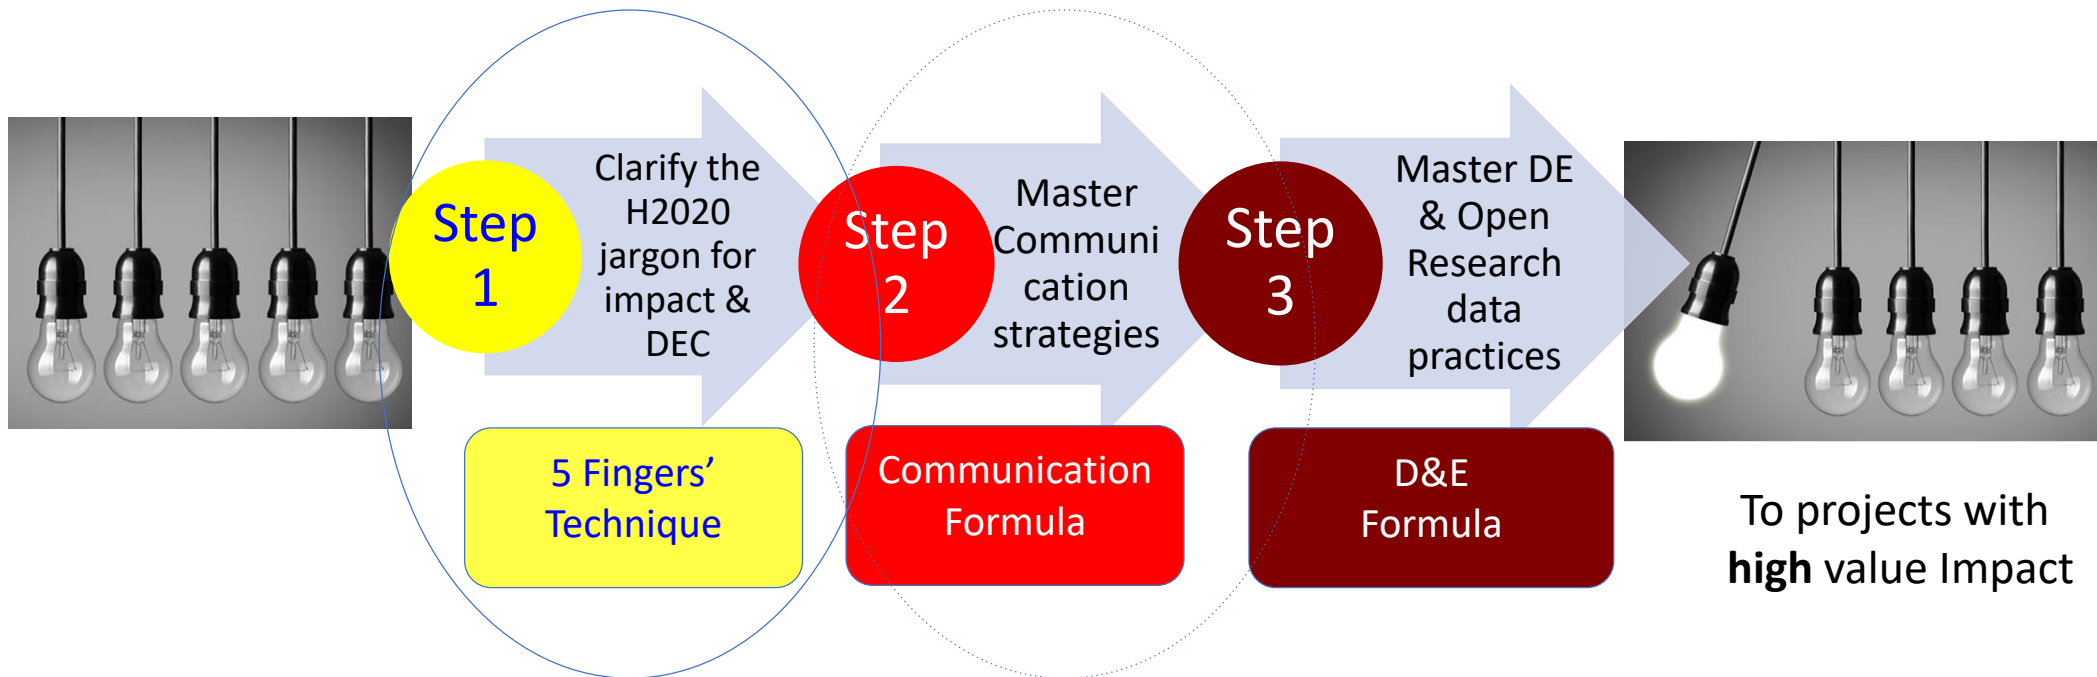 Step
1
Clarify the
H2020
jargon for
impact &
DEC
5 Fingers’
Technique
Step
2
Master
Communi
cation
strategies
Communication
Formula
Step
3
Master DE
& Open
Research
data
practices
D&E
Formula
To projects with
high value Impact